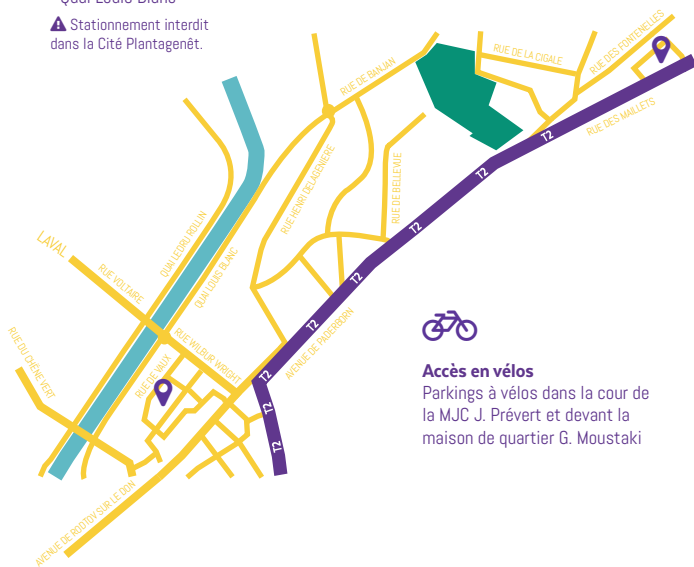 Quai Louis Blanc
Stationnement interdit
dans la Cité Plantagenêt.
RUE DE BANJAN
RUE DE LA CIGALE
RUE DES FONTENELLES
RUE DES MAILLETS
RUE HENRI DELAGENIÈRE
RUE DE BELLEVUE
T2
T2
T2
T2
T2
T2
T2
T2
LAVAL
RUE VOLTAIRE
QUAI LEDRU ROLLIN
QUAI LOUIS BLANC
RUE WILBUR WRIGHT
RUE DE VAUX
AVENUE DE PADERBORN
RUE DU CHÊNE VERT
AVENUE DE ROSTOV SUR LE DON
Accès en vélos
Parkings à vélos dans la cour de
la MJC J. Prévert et devant la
maison de quartier G. Moustaki